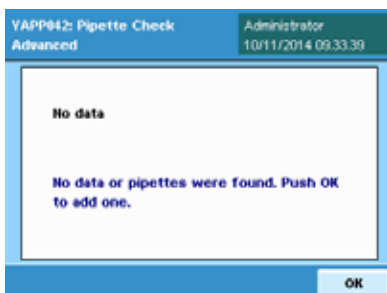 YAPP042: Pipette Check
Advanced
Administrator
10/11/2014 09.33.39
No data
No data or pipettes were found. Push OK
to add one.
OK